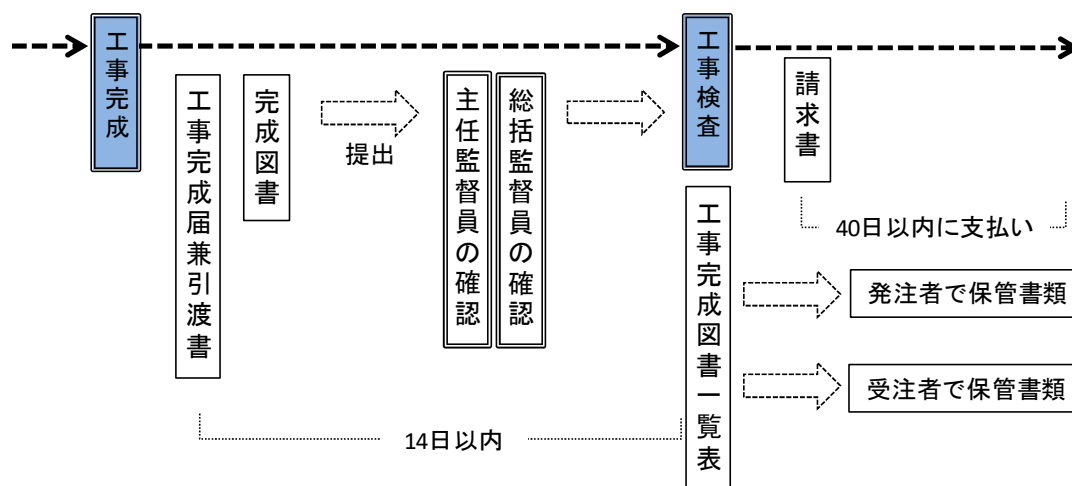 工事完成
工事完成届兼引渡書
完成図書
提出
主任監督員の確認
総括監督員の確認
工事検査
請求書
40日以内に支払い
工事完成図書一覧表
発注者で保管書類
受注者で保管書類
14日以内